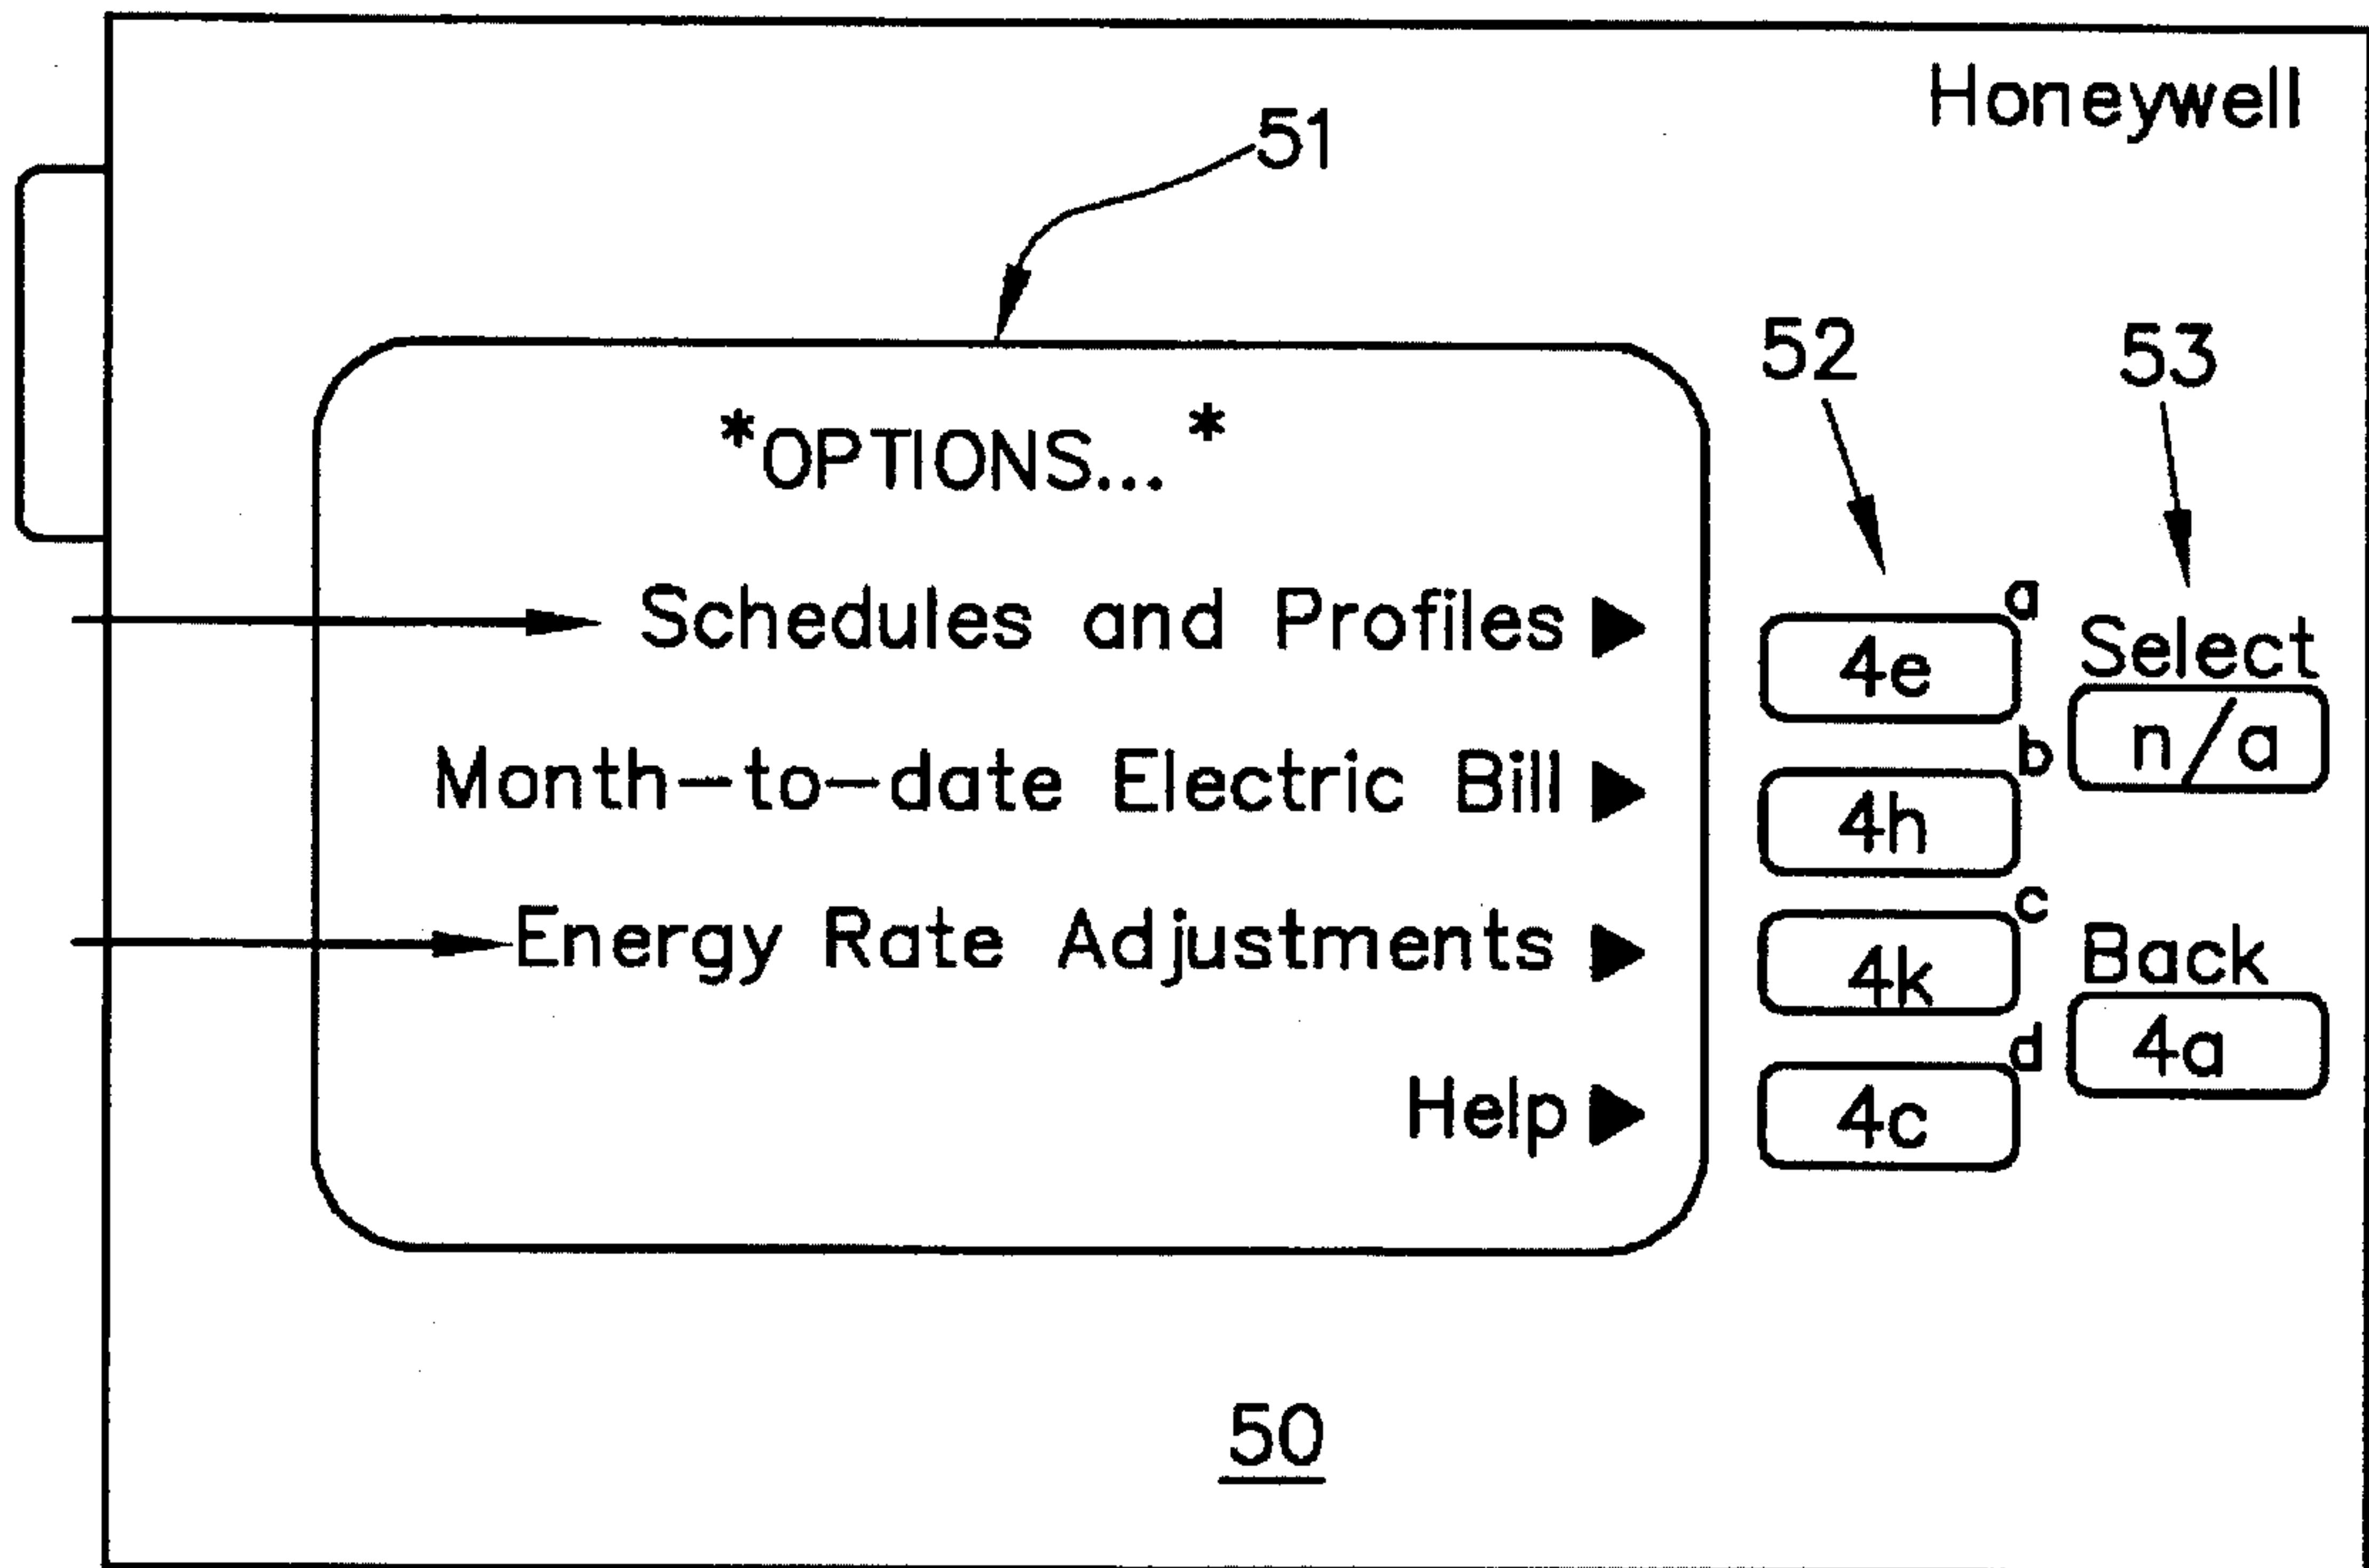 Honeywell
51
52
53
*OPTIONS... *
Schedules and Profiles ▶
a
4e
Select
n/a
Month-to-date Electric Bill ▶
b
4h
Energy Rate Adjustments ▶
c
4k
Back
4a
Help ▶
d
4c
50